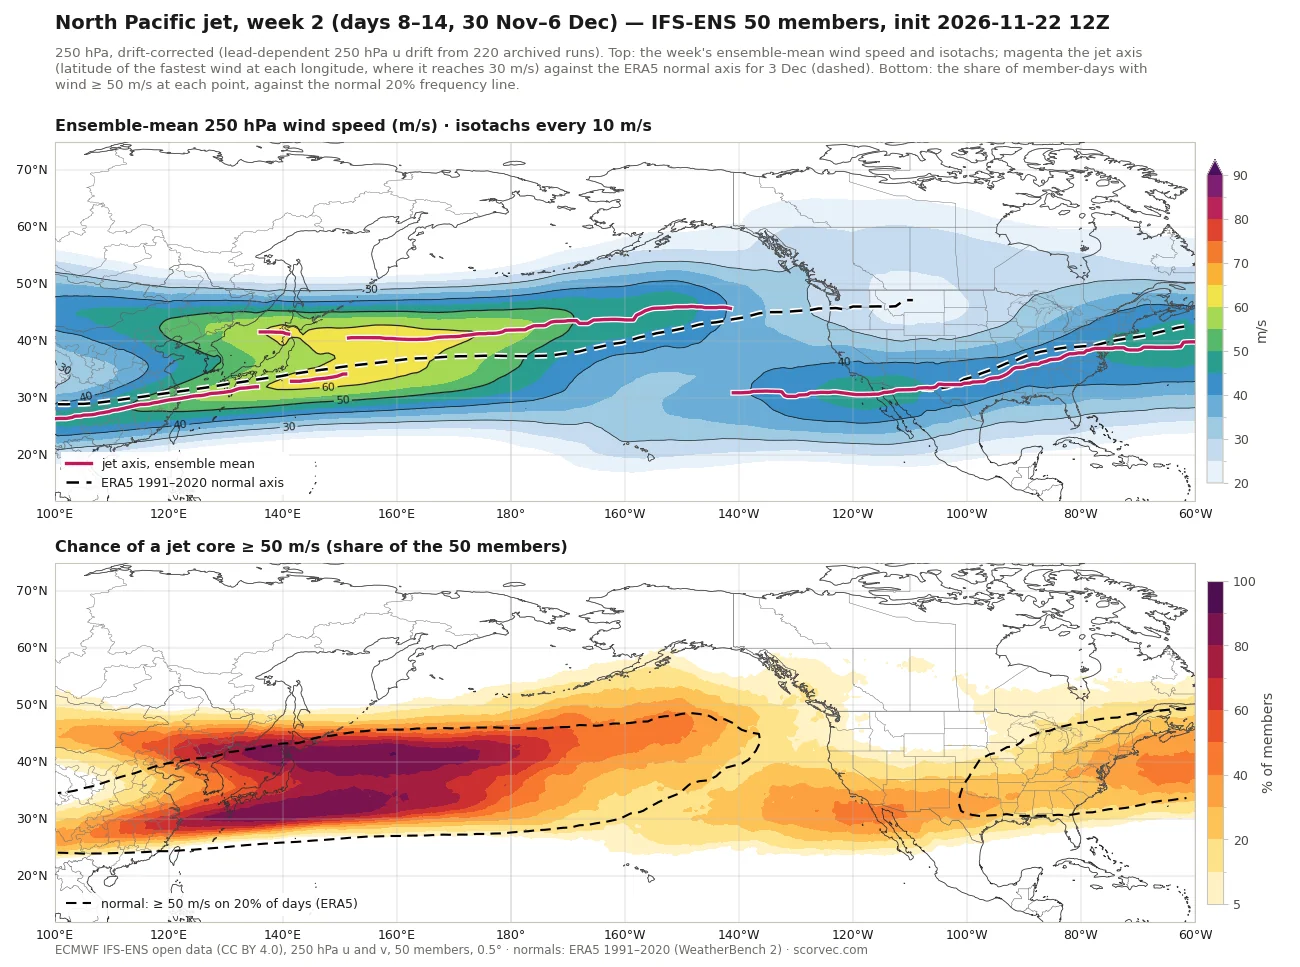 North Pacific jet, week 2 (days 8–14, 30 Nov–6 Dec) — IFS-ENS 50 members, init 2026-11-22 12Z
250 hPa, drift-corrected (lead-dependent 250 hPa u drift from 220 archived runs). Top: the week's ensemble-mean wind speed and isotachs; magenta the jet axis
(latitude of the fastest wind at each longitude, where it reaches 30 m/s) against the ERA5 normal axis for 3 Dec (dashed). Bottom: the share of member-days with
wind ≥ 50 m/s at each point, against the normal 20% frequency line.
Ensemble-mean 250 hPa wind speed (m/s) · isotachs every 10 m/s
70°N
60°N
50°N
40°N
30°N
20°N
30
30
40
40
60
50
30
40
jet axis, ensemble mean
ERA5 1991–2020 normal axis
100°E 120°E 140°E 160°E 180° 160°W 140°W 120°W 100°W 80°W 60°W
90
80
70
60
50
40
30
20
m/s
Chance of a jet core ≥ 50 m/s (share of the 50 members)
70°N
60°N
50°N
40°N
30°N
20°N
normal: ≥ 50 m/s on 20% of days (ERA5)
100°E 120°E 140°E 160°E 180° 160°W 140°W 120°W 100°W 80°W 60°W
100
80
60
40
20
5
% of members
ECMWF IFS-ENS open data (CC BY 4.0), 250 hPa u and v, 50 members, 0.5° · normals: ERA5 1991–2020 (WeatherBench 2) · scorvec.com